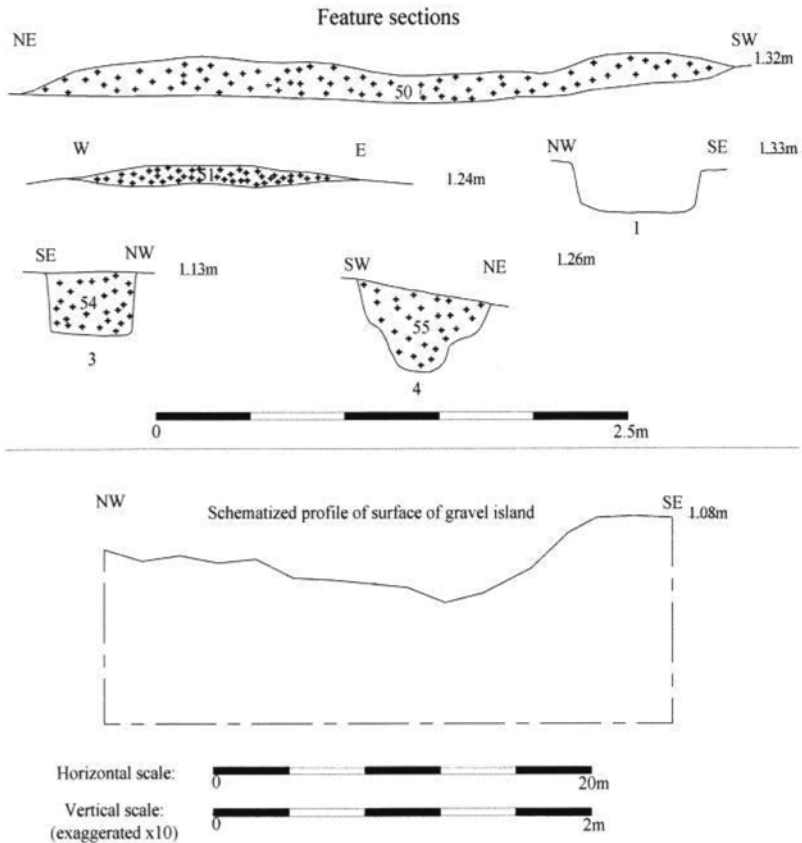 Feature sections
NE SW
1.32m
50
W E
51
1.24m
NW SE
1.33m
1
SE NW
1.13m
54
3
SW NE
1.26m
55
4
0 2.5m
NW SE
Schematized profile of surface of gravel island
1.08m
Horizontal scale:
0 20m
Vertical scale:
(exaggerated x10)
0 2m